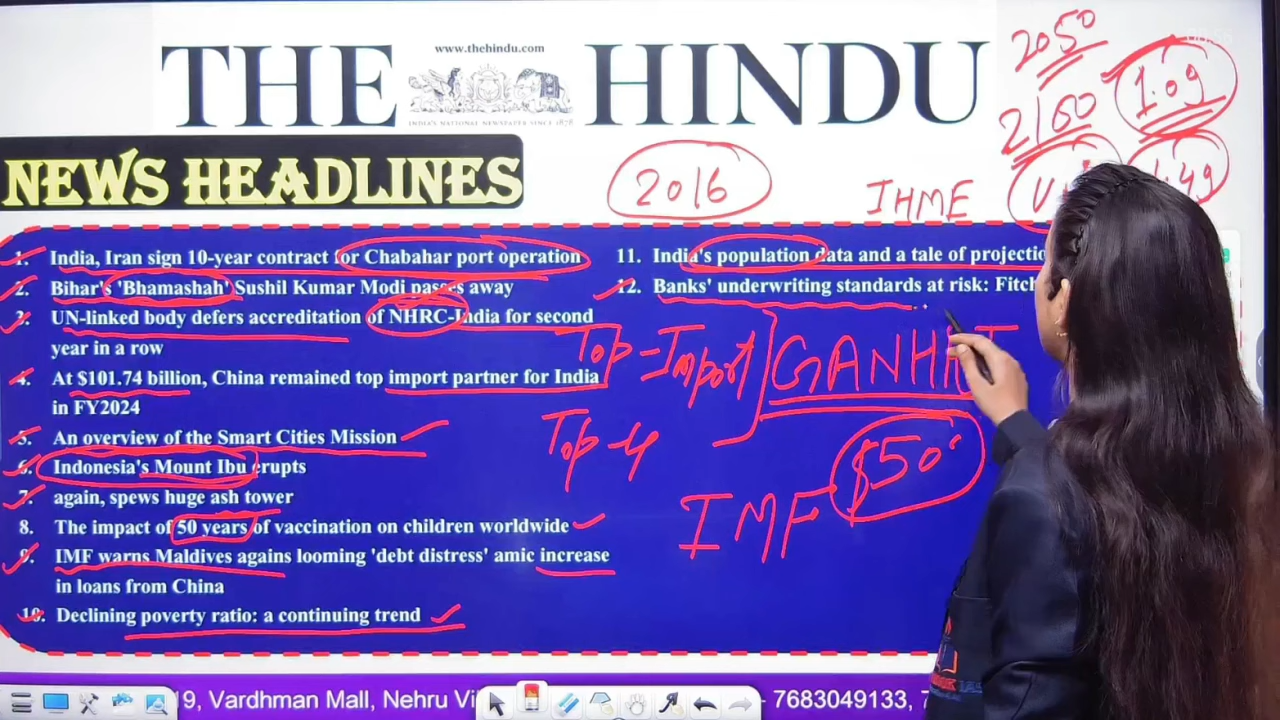 www.thehindu.com
THE HINDU
INDIA'S NATIONAL NEWSPAPER SINCE 1878
NEWS HEADLINES
2016
IHME
2050
2100
1.09
1. India, Iran sign 10-year contract for Chabahar port operation
2. Bihar's 'Bhamashah' Sushil Kumar Modi passes away
3. UN-linked body defers accreditation of NHRC-India for second
year in a row
4. At $101.74 billion, China remained top import partner for India
in FY2024
5. An overview of the Smart Cities Mission
6. Indonesia's Mount Ibu erupts
7. again, spews huge ash tower
8. The impact of 50 years of vaccination on children worldwide
9. IMF warns Maldives agains looming 'debt distress' amic increase
in loans from China
10. Declining poverty ratio: a continuing trend
11. India's population data and a tale of
12. Banks' underwriting standards at risk: Fitch
Top-Import
Top-4
IMF
$50
19, Vardhman Mall, Nehru
- 7683049133,